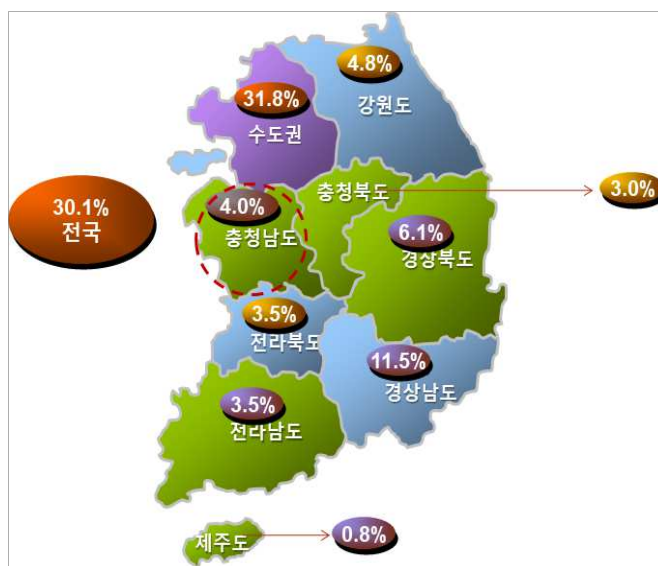 4.8%
강원도
31.8%
수도권
30.1%
전국
충청북도
3.0%
4.0%
충청남도
6.1%
경상북도
3.5%
전라북도
11.5%
경상남도
3.5%
전라남도
제주도
0.8%